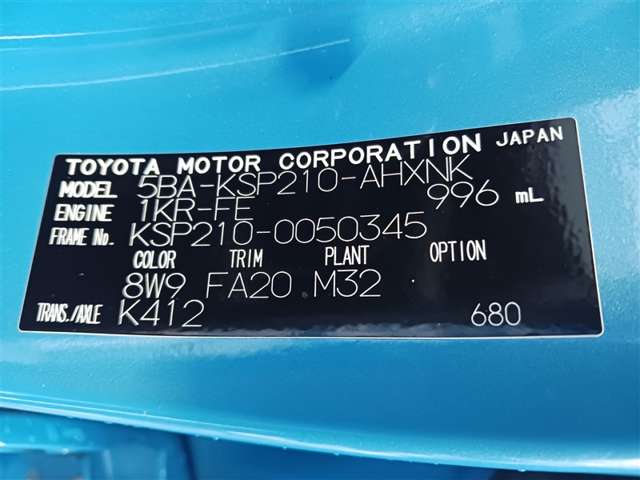 TOYOTA MOTOR CORPORATION JAPAN
MODEL 5BA-KSP210-AHXNK
ENGINE 1KR-FE 996 mL
FRAME No. KSP210-0050345
COLOR TRIM PLANT OPTION
8W9 FA20 M32
TRANS./AXLE K412 680